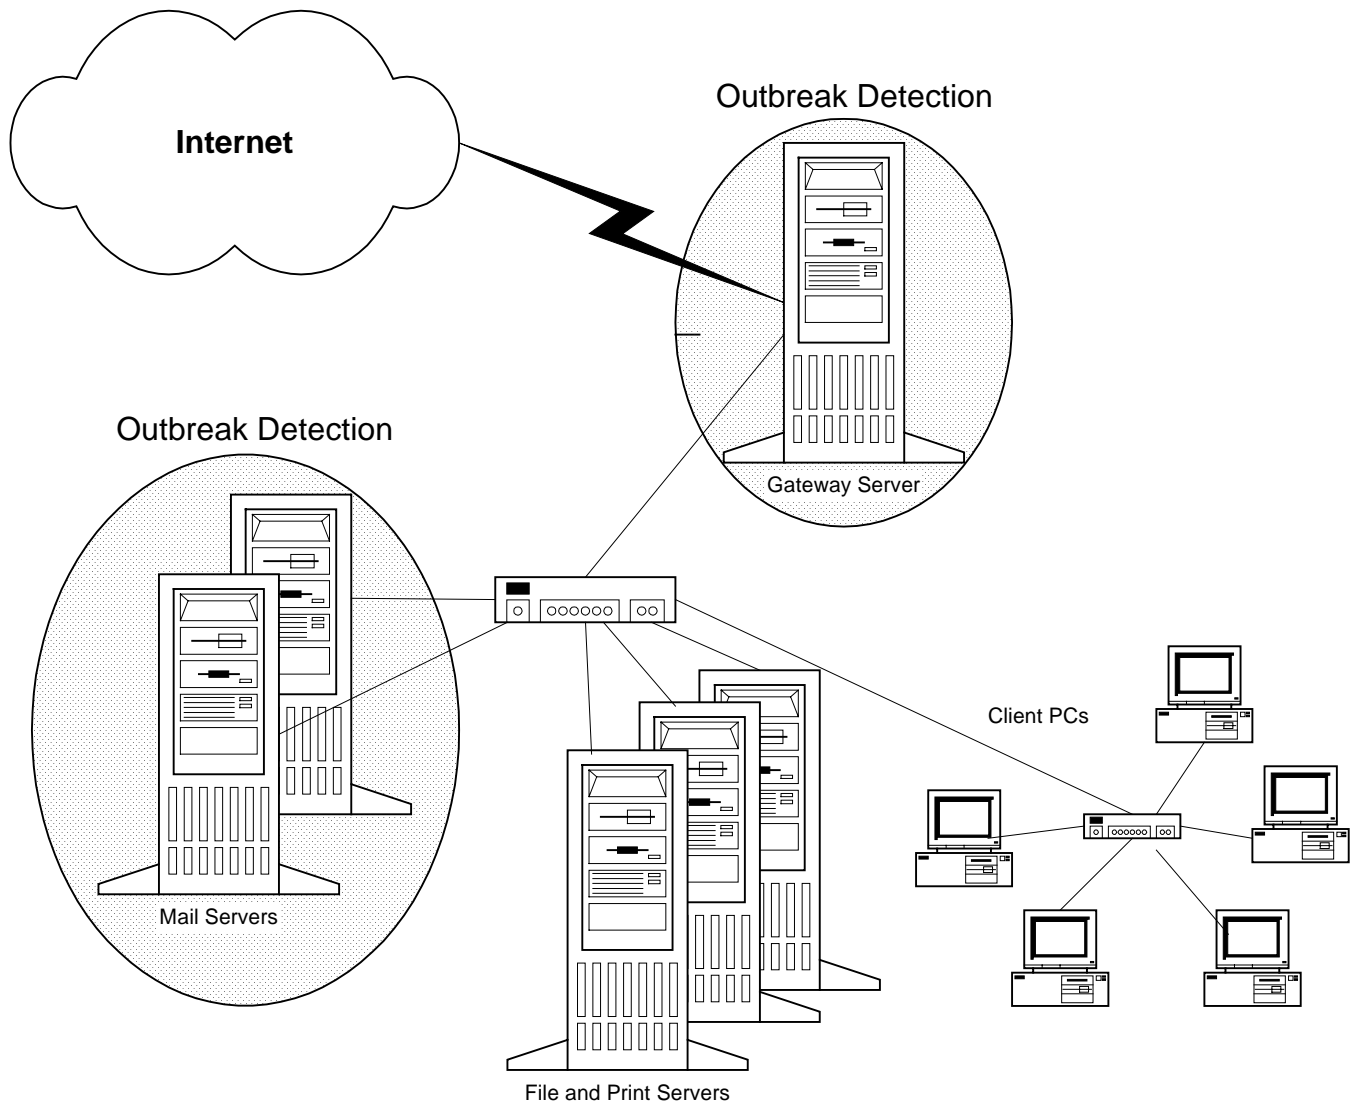 Internet
Outbreak Detection
Gateway Server
Outbreak Detection
Mail Servers
Client PCs
File and Print Servers